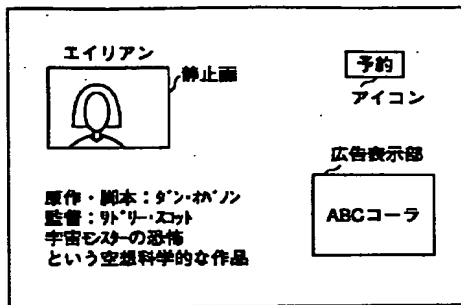 エイリアン
静止画
予約
アイコン
広告表示部
ABCコーラ
原作・脚本：ダン・オバノン
監督：リドリー・スコット
宇宙モンスターの恐怖
という空想科学的な作品